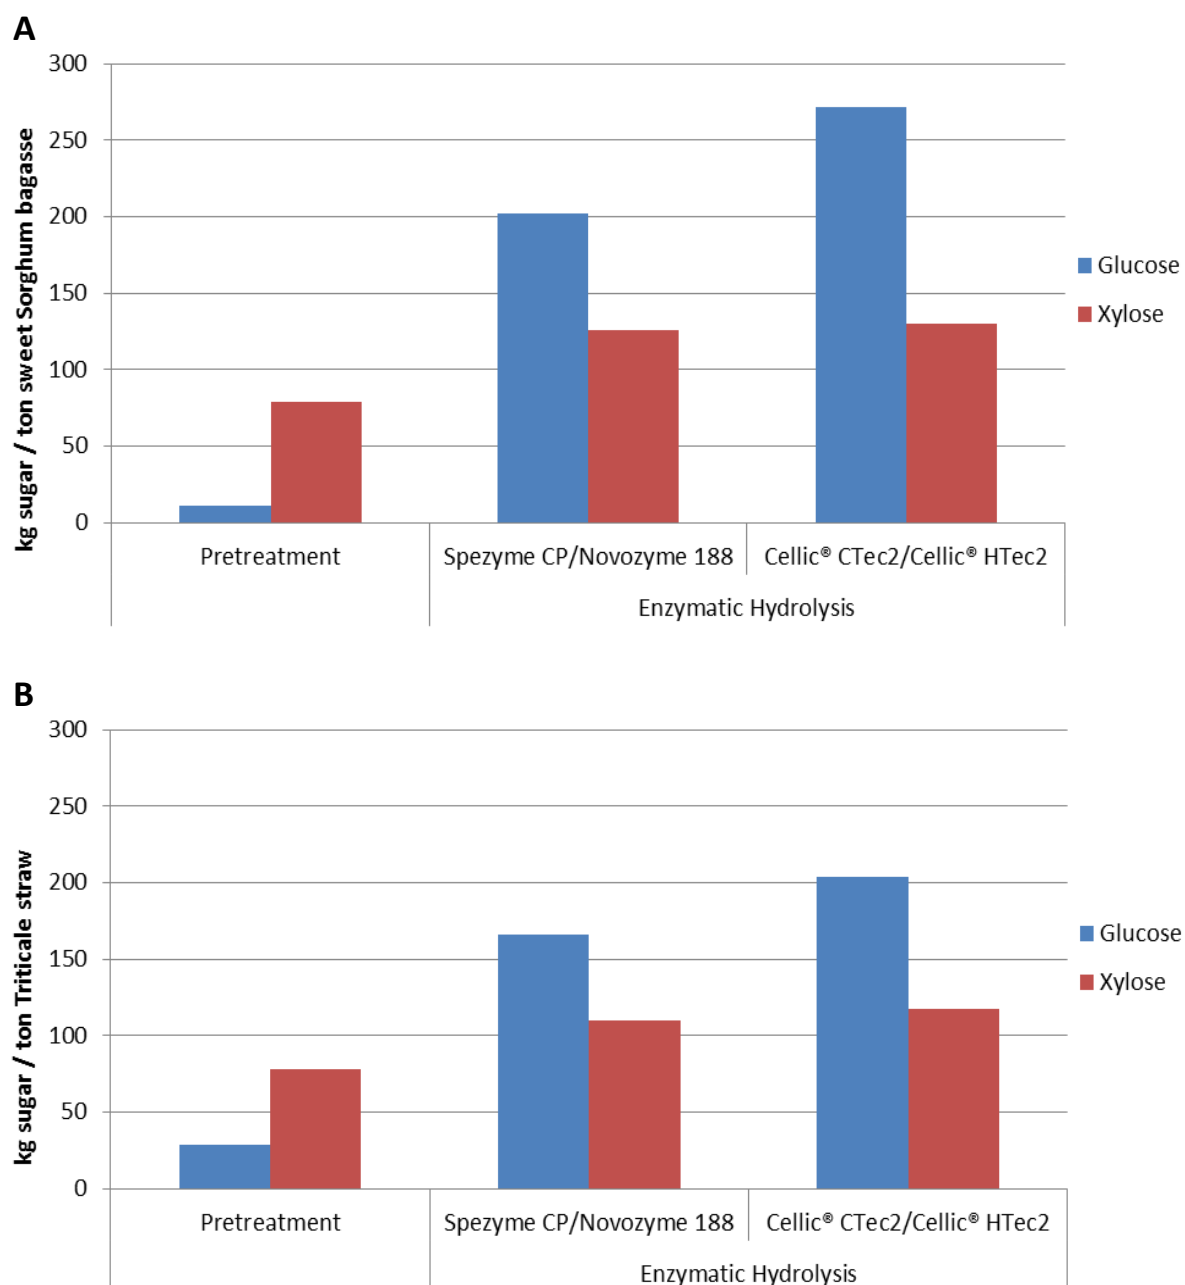 A
kg sugar / ton sweet Sorghum bagasse
300
250
200
150
100
50
0
Glucose
Xylose
Pretreatment
Spezyme CP/Novozyme 188
Cellic® CTec2/Cellic® HTec2
Enzymatic Hydrolysis
B
kg sugar / ton Triticale straw
300
250
200
150
100
50
0
Glucose
Xylose
Pretreatment
Spezyme CP/Novozyme 188
Cellic® CTec2/Cellic® HTec2
Enzymatic Hydrolysis